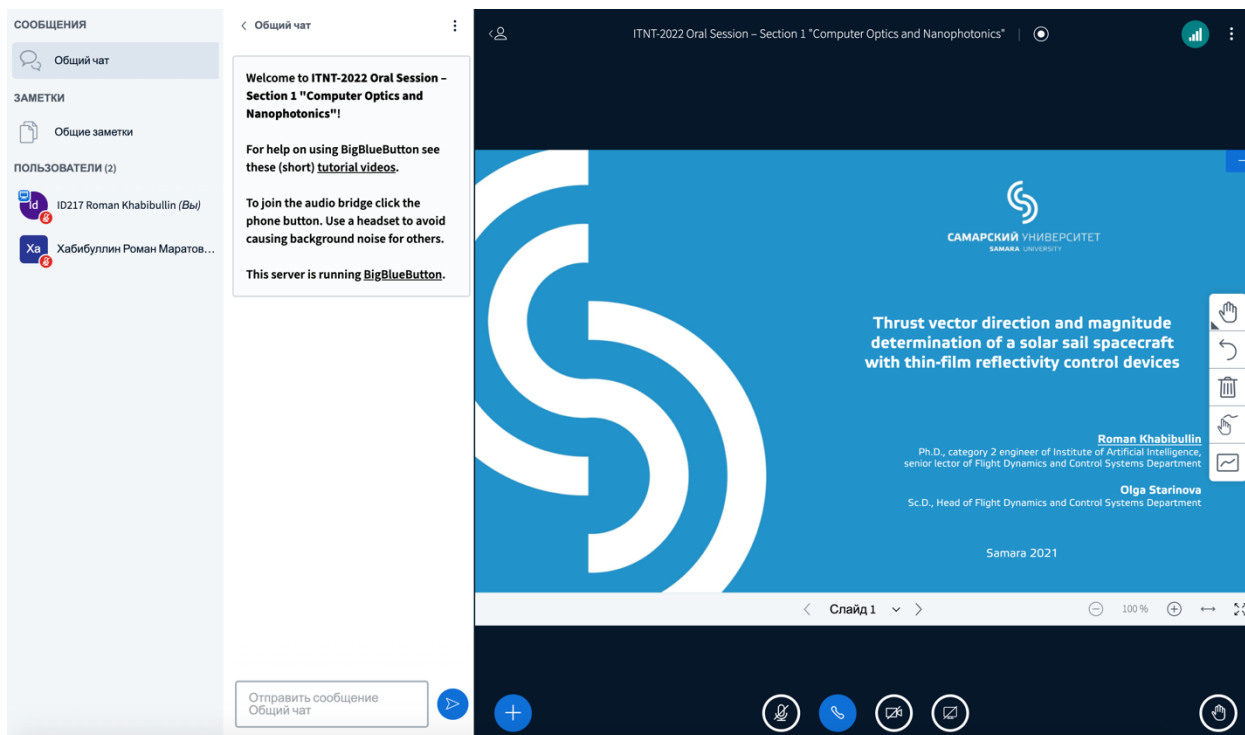 СООБЩЕНИЯ
Общий чат
ЗАМЕТКИ
Общие заметки
ПОЛЬЗОВАТЕЛИ (2)
Id
ID217 Roman Khabibullin (Вы)
Ха
Хабибуллин Роман Маратов...
Общий чат
Welcome to ITNT-2022 Oral Session –
Section 1 "Computer Optics and
Nanophotonics"!
For help on using BigBlueButton see
these (short) tutorial videos.
To join the audio bridge click the
phone button. Use a headset to avoid
causing background noise for others.
This server is running BigBlueButton.
Отправить сообщение
Общий чат
ITNT-2022 Oral Session – Section 1 "Computer Optics and Nanophotonics"
САМАРСКИЙ УНИВЕРСИТЕТ
SAMARA UNIVERSITY
Thrust vector direction and magnitude
determination of a solar sail spacecraft
with thin-film reflectivity control devices
Roman Khabibullin
Ph.D., category 2 engineer of Institute of Artificial Intelligence,
senior lector of Flight Dynamics and Control Systems Department
Olga Starinova
Sc.D., Head of Flight Dynamics and Control Systems Department
Samara 2021
Слайд 1
100 %